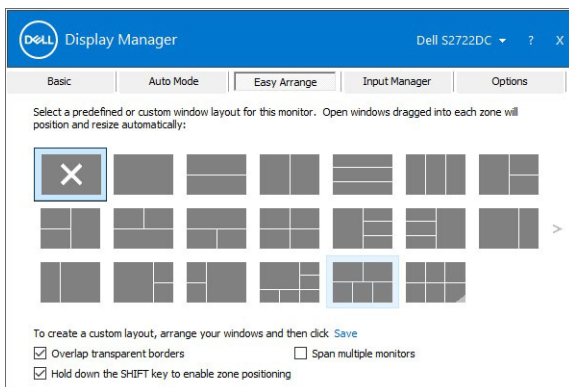 DELL Display Manager Dell S2722DC ? X
Basic Auto Mode Easy Arrange Input Manager Options
Select a predefined or custom window layout for this monitor. Open windows dragged into each zone will
position and resize automatically:
To create a custom layout, arrange your windows and then click Save
Overlap transparent borders Span multiple monitors
Hold down the SHIFT key to enable zone positioning